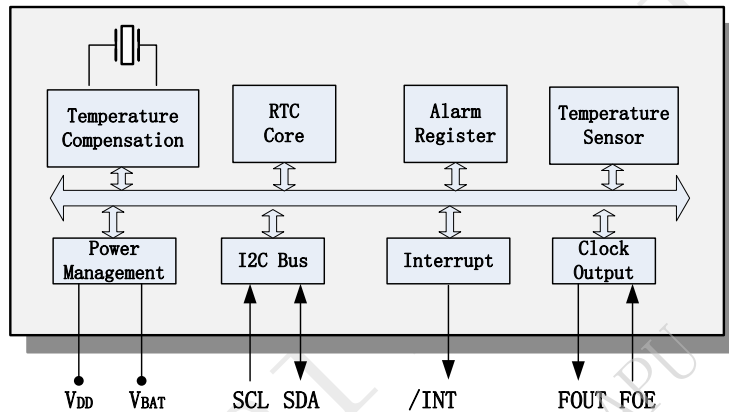 Temperature
Compensation
RTC
Core
Alarm
Register
Temperature
Sensor
Power
Management
I2C Bus
Interrupt
Clock
Output
VDD
VBAT
SCL
SDA
/INT
FOUT
FOE